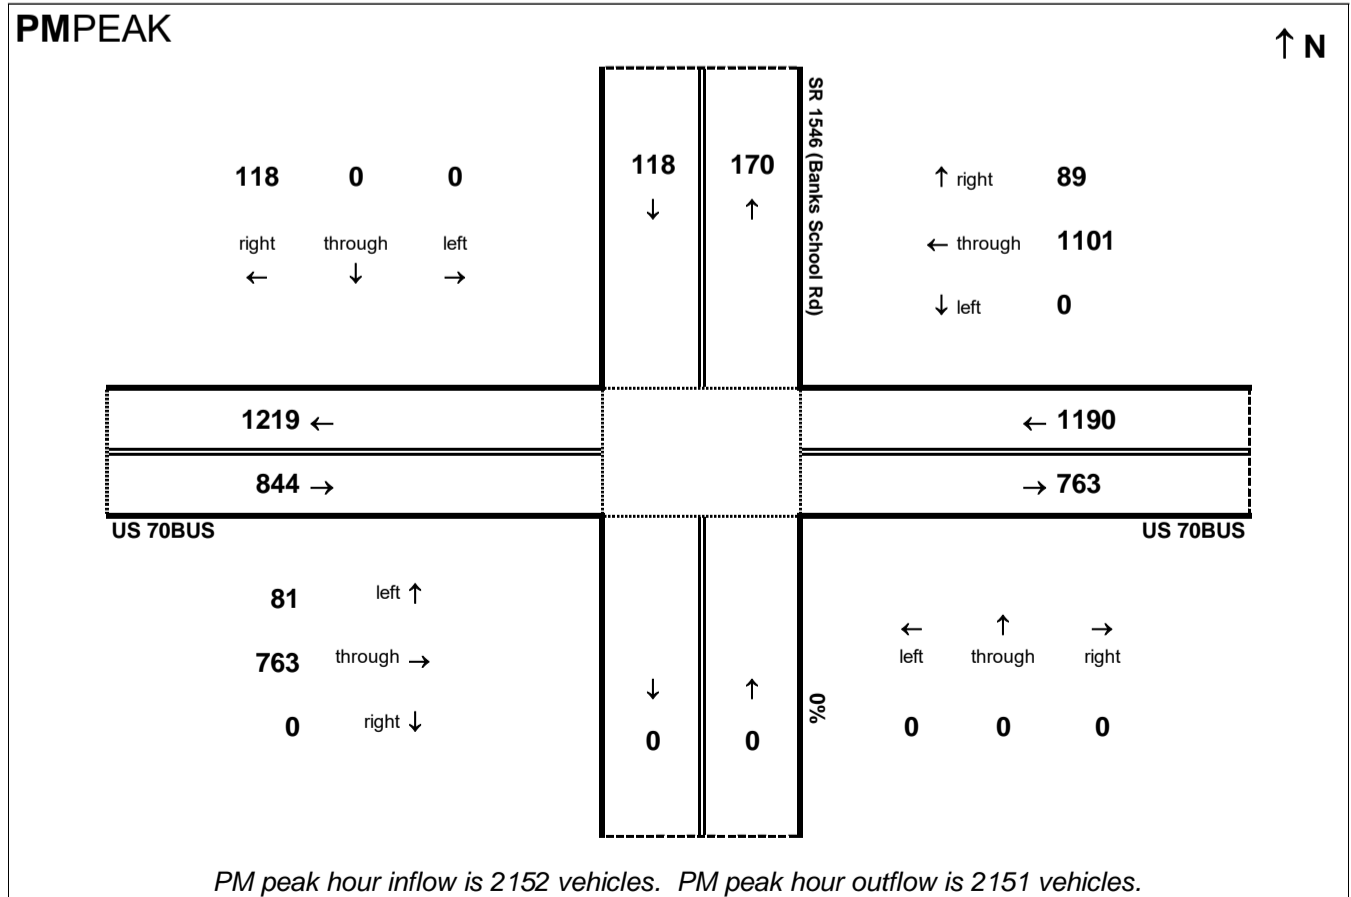 PMPEAK
↑ N
SR 1546 (Banks School Rd)
118 0 0
right through left
← ↓ →
118 170
↓ ↑
↑ right 89
← through 1101
↓ left 0
1219 ←
844 →
← 1190
→ 763
US 70BUS
US 70BUS
81 left ↑
763 through →
0 right ↓
↓ ↑
0 0
0%
← ↑ →
left through right
0 0 0
PM peak hour inflow is 2152 vehicles. PM peak hour outflow is 2151 vehicles.